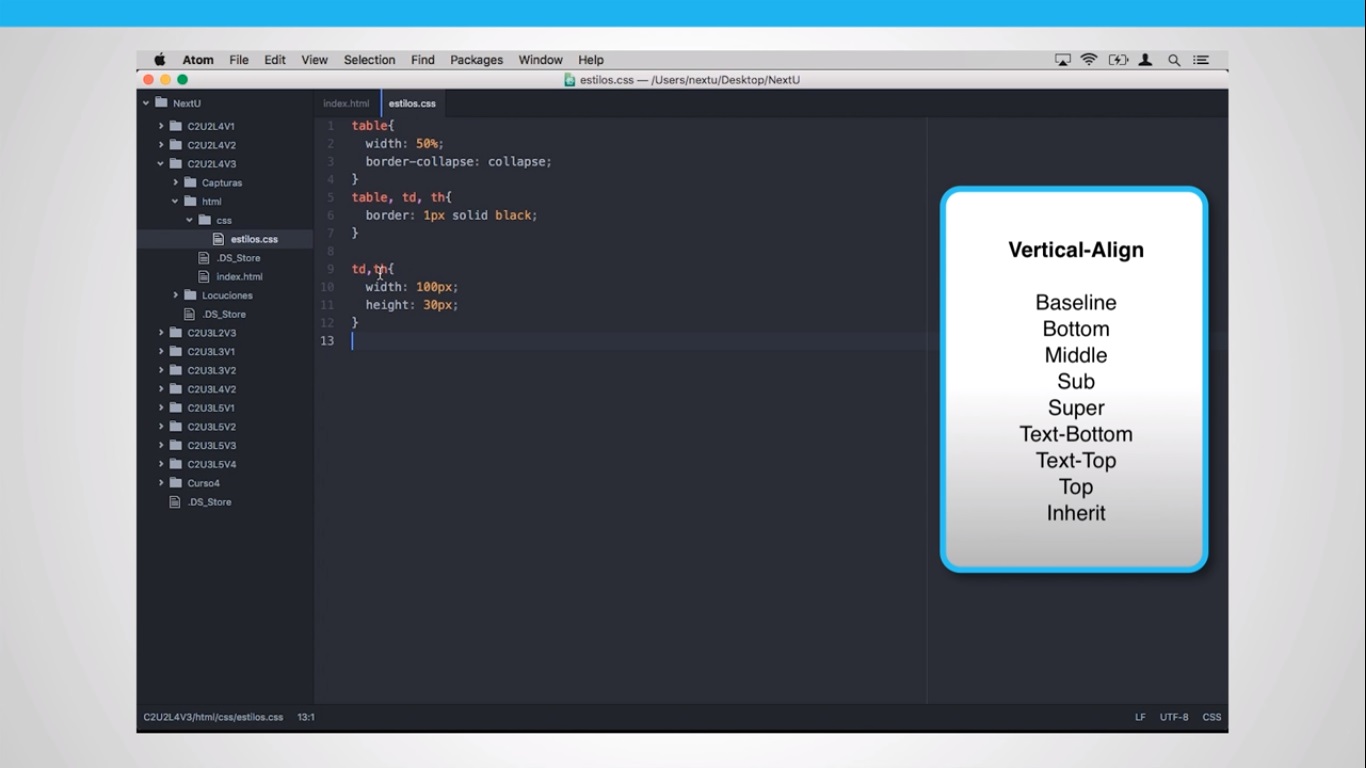 Atom File Edit View Selection Find Packages Window Help
estilos.css — /Users/nextu/Desktop/NextU
NextU
C2U2L4V1
C2U2L4V2
C2U2L4V3
Capturas
html
css
estilos.css
.DS_Store
index.html
Locuciones
.DS_Store
C2U3L2V3
C2U3L3V1
C2U3L3V2
C2U3L4V2
C2U3L5V1
C2U3L5V2
C2U3L5V3
C2U3L5V4
Curso4
.DS_Store
index.html estilos.css
1 table{
2 width: 50%;
3 border-collapse: collapse;
4 }
5 table, td, th{
6 border: 1px solid black;
7 }
8
9 td,th{
10 width: 100px;
11 height: 30px;
12 }
13
Vertical-Align
Baseline
Bottom
Middle
Sub
Super
Text-Bottom
Text-Top
Top
Inherit
C2U2L4V3/html/css/estilos.css 13:1 LF UTF-8 CSS